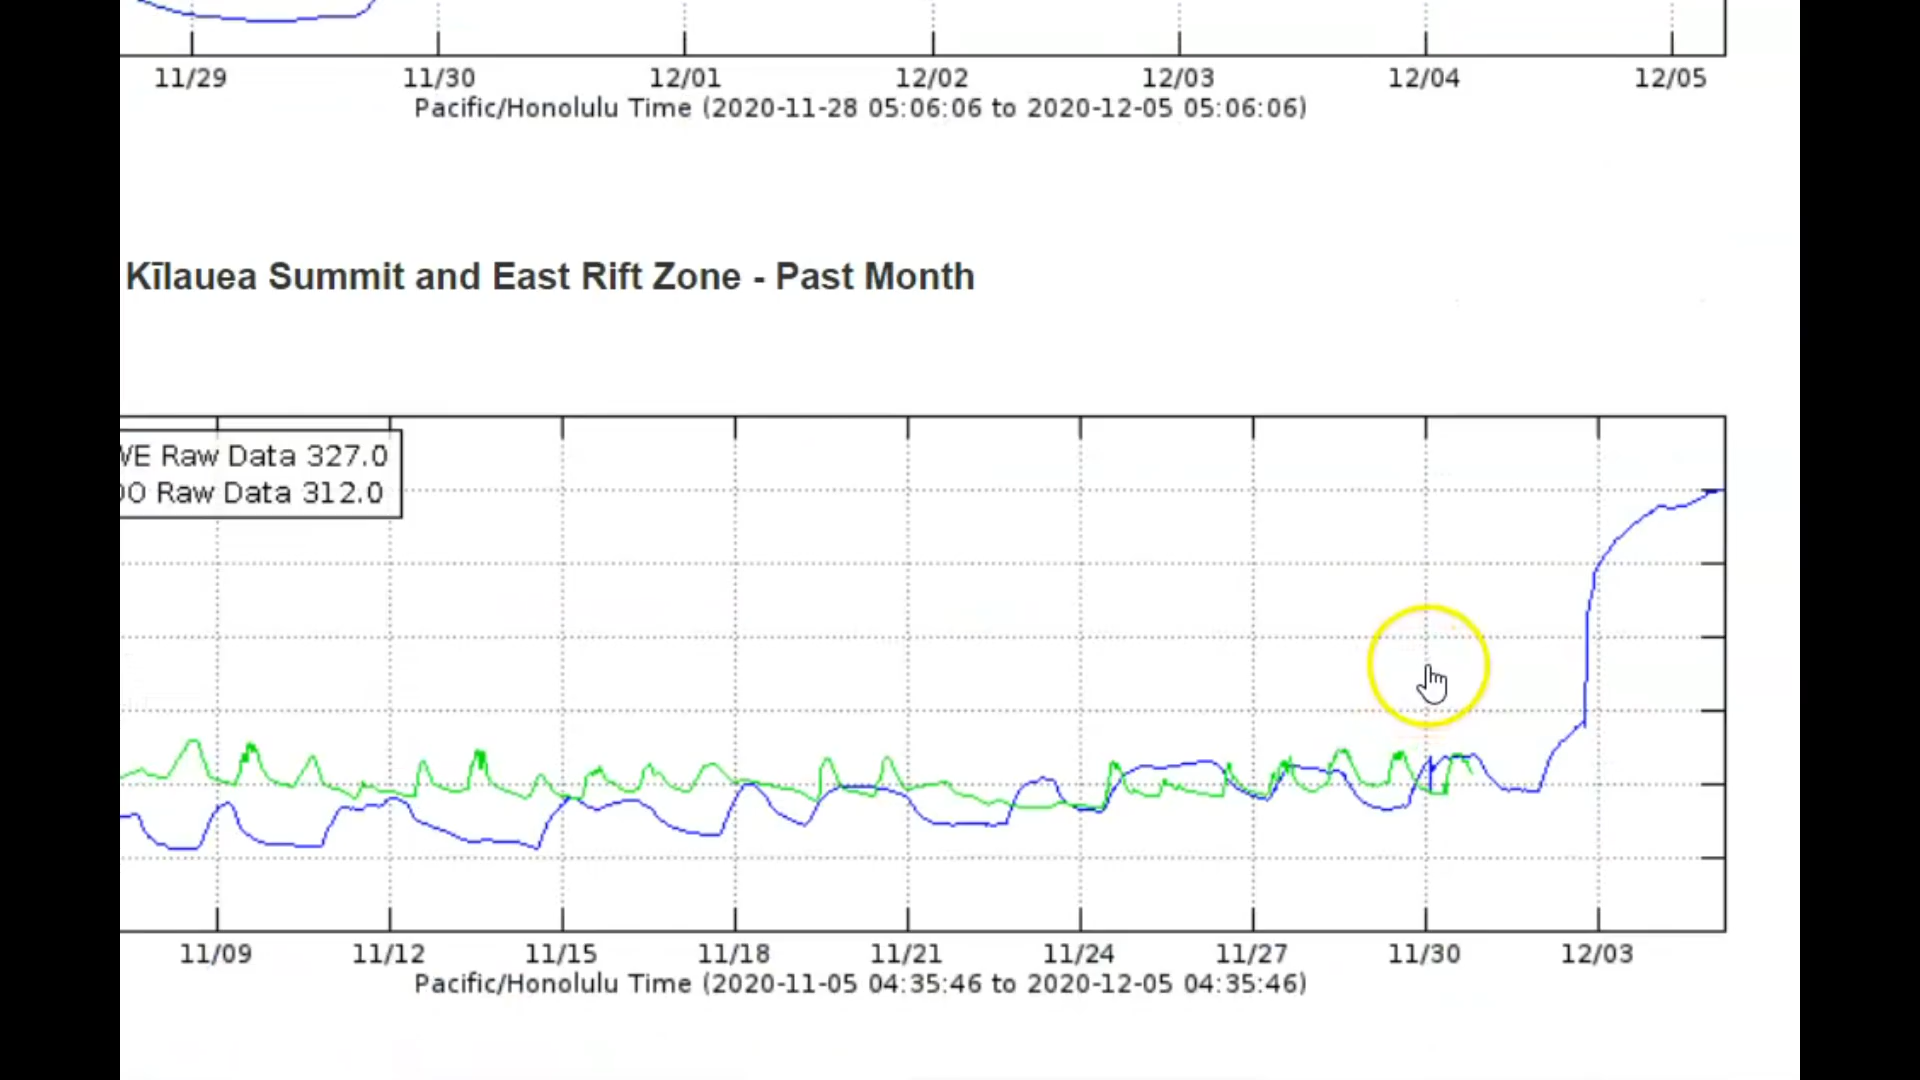 11/29 11/30 12/01 12/02 12/03 12/04 12/05
Pacific/Honolulu Time (2020-11-28 05:06:06 to 2020-12-05 05:06:06)
Kīlauea Summit and East Rift Zone - Past Month
WE Raw Data 327.0
OO Raw Data 312.0
11/09 11/12 11/15 11/18 11/21 11/24 11/27 11/30 12/03
Pacific/Honolulu Time (2020-11-05 04:35:46 to 2020-12-05 04:35:46)